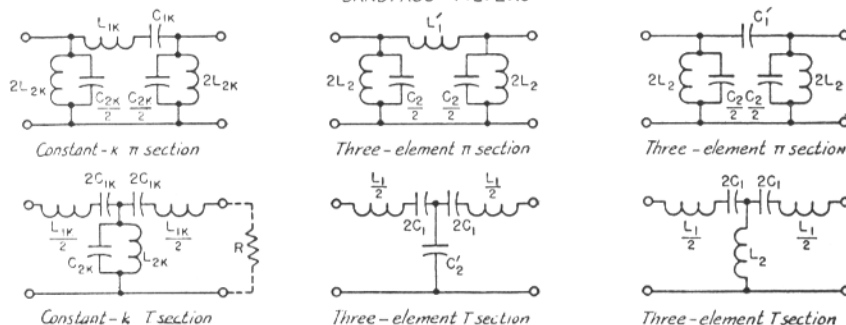 L1K C1K
2L2K C2K/2 C2K/2 2L2K
Constant-k π section
L'1
2L2 C2/2 C2/2 2L2
Three-element π section
C'1
2L2 C2/2 C2/2 2L2
Three-element π section
2C1K 2C1K
L1K/2 L1K/2
C2K L2K R
Constant-k T section
L1/2 L1/2
2C1 2C1
C'2
Three-element T section
2C1 2C1
L1/2 L1/2
L2
Three-element T section